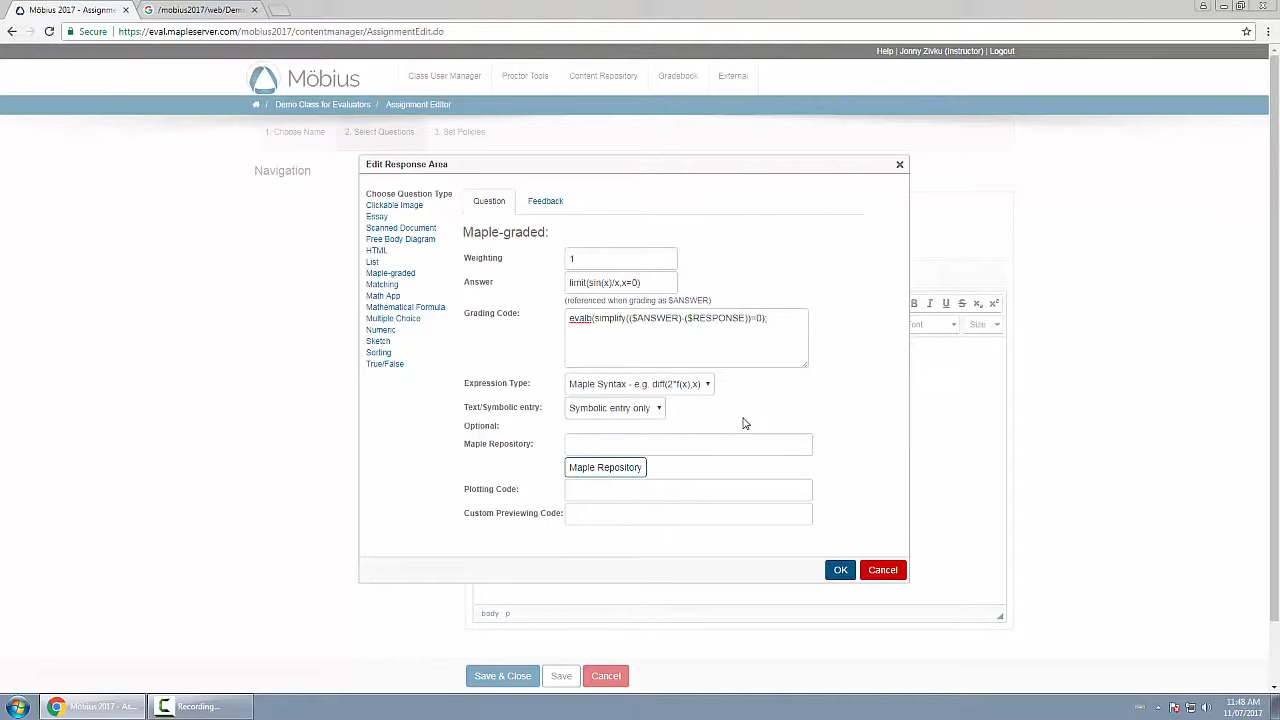 Möbius 2017 - Assignme
/mobius2017/web/Dem
Secure
https://eval.mapleserver.com/mobius2017/contentmanager/AssignmentEdit.do
Help | Jonny Zivku (Instructor) | Logout
Möbius
Class User Manager
Proctor Tools
Content Repository
Gradebook
External
/ Demo Class for Evaluators / Assignment Editor
1. Choose Name
2. Select Questions
3. Set Policies
Navigation
Edit Response Area
Choose Question Type
Clickable Image
Essay
Scanned Document
Free Body Diagram
HTML
List
Maple-graded
Matching
Math App
Mathematical Formula
Multiple Choice
Numeric
Sketch
Sorting
True/False
Question
Feedback
Maple-graded:
Weighting
1
Answer
limit(sin(x)/x,x=0)
(referenced when grading as $ANSWER)
Grading Code:
evalb(simplify(($ANSWER)-($RESPONSE))=0);
Expression Type:
Maple Syntax - e.g. diff(2*f(x),x)
Text/Symbolic entry:
Symbolic entry only
Optional:
Maple Repository:
Maple Repository
Plotting Code:
Custom Previewing Code:
OK
Cancel
B I U S x₂ x²
ont
Size
body p
Save & Close
Save
Cancel
Möbius 2017 - As...
Recording...
11:48 AM
11/07/2017